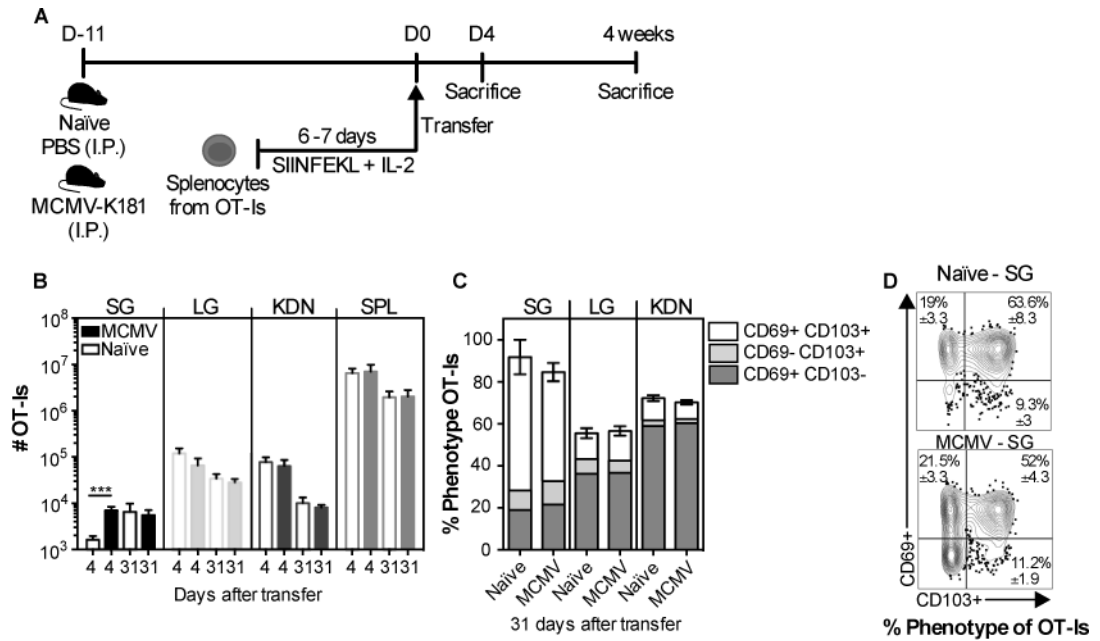 A
D-11
D0
D4
4 weeks
Sacrifice
Sacrifice
Naïve
PBS (I.P.)
MCMV-K181
(I.P.)
Splenocytes
from OT-Is
6 -7 days
SIINFEKL + IL-2
Transfer
B
SG LG KDN SPL
MCMV
Naïve
# OT-Is
10^8
10^7
10^6
10^5
10^4
10^3
***
4 4 31 31 4 4 31 31 4 4 31 31 4 4 31 31
Days after transfer
C
SG LG KDN
% Phenotype OT-Is
100
80
60
40
20
0
Naïve MCMV Naïve MCMV Naïve MCMV
31 days after transfer
CD69+ CD103+
CD69- CD103+
CD69+ CD103-
D
Naïve - SG
19%
±3.3
63.6%
±8.3
9.3%
±3
MCMV - SG
21.5%
±3.3
52%
±4.3
11.2%
±1.9
CD69+
CD103+
% Phenotype of OT-Is